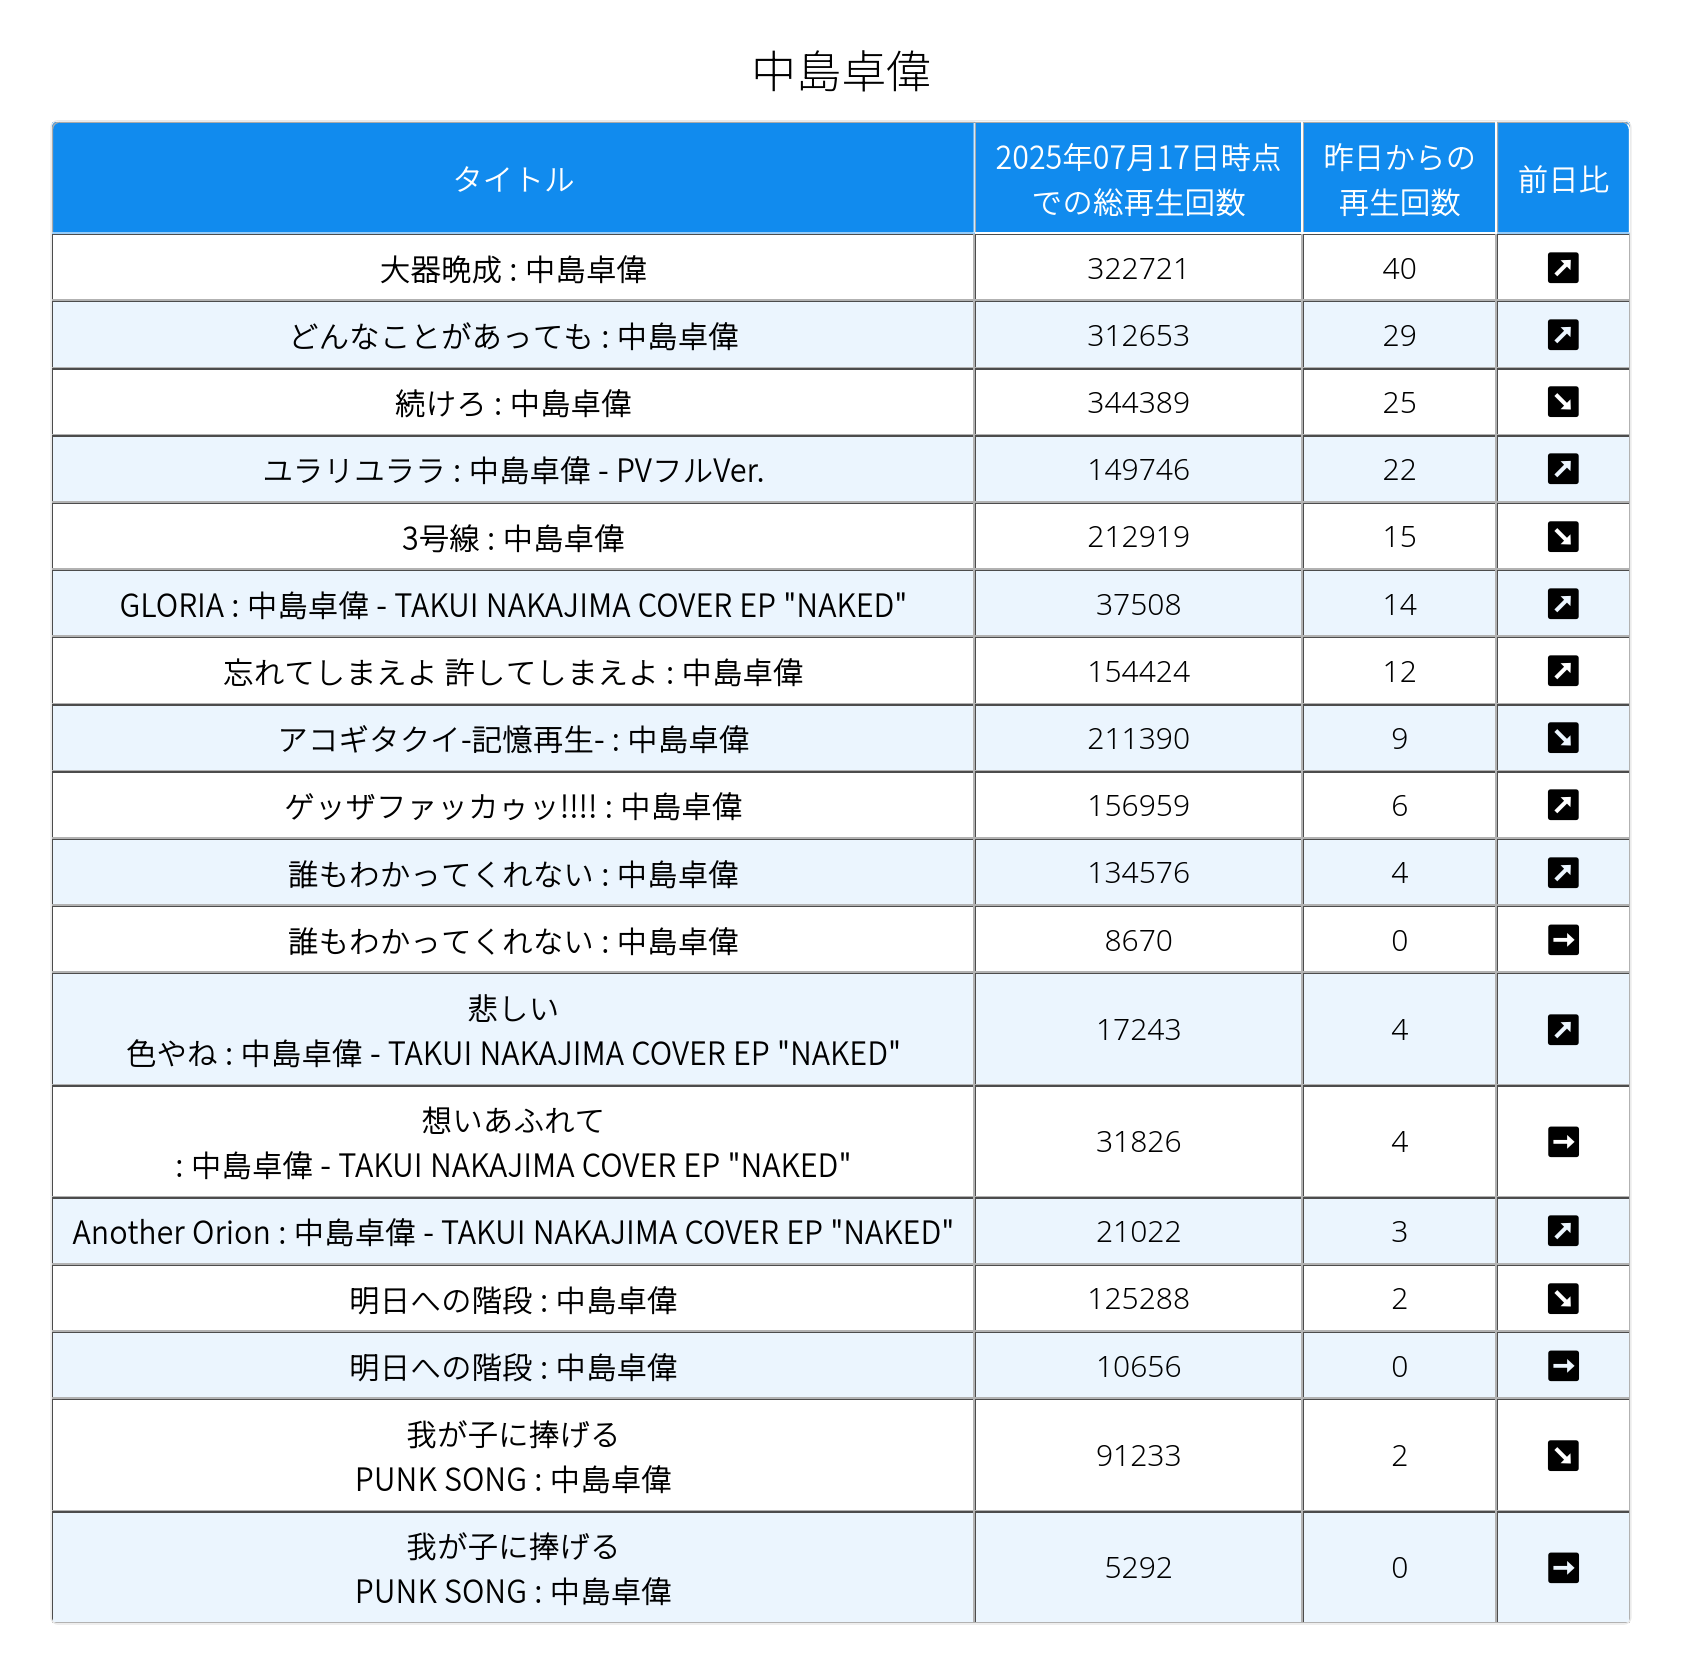 中島卓偉
タイトル
2025年07月17日時点
での総再生回数
昨日からの
再生回数
前日比
大器晩成 : 中島卓偉 322721 40 ↗
どんなことがあっても : 中島卓偉 312653 29 ↗
続けろ : 中島卓偉 344389 25 ↘
ユラリユララ : 中島卓偉 - PVフルVer. 149746 22 ↗
3号線 : 中島卓偉 212919 15 ↘
GLORIA : 中島卓偉 - TAKUI NAKAJIMA COVER EP "NAKED" 37508 14 ↗
忘れてしまえよ 許してしまえよ : 中島卓偉 154424 12 ↗
アコギタクイ-記憶再生- : 中島卓偉 211390 9 ↘
ゲッザファッカゥッ!!!! : 中島卓偉 156959 6 ↗
誰もわかってくれない : 中島卓偉 134576 4 ↗
誰もわかってくれない : 中島卓偉 8670 0 →
悲しい
色やね : 中島卓偉 - TAKUI NAKAJIMA COVER EP "NAKED" 17243 4 ↗
想いあふれて
: 中島卓偉 - TAKUI NAKAJIMA COVER EP "NAKED" 31826 4 →
Another Orion : 中島卓偉 - TAKUI NAKAJIMA COVER EP "NAKED" 21022 3 ↗
明日への階段 : 中島卓偉 125288 2 ↘
明日への階段 : 中島卓偉 10656 0 →
我が子に捧げる
PUNK SONG : 中島卓偉 91233 2 ↘
我が子に捧げる
PUNK SONG : 中島卓偉 5292 0 →